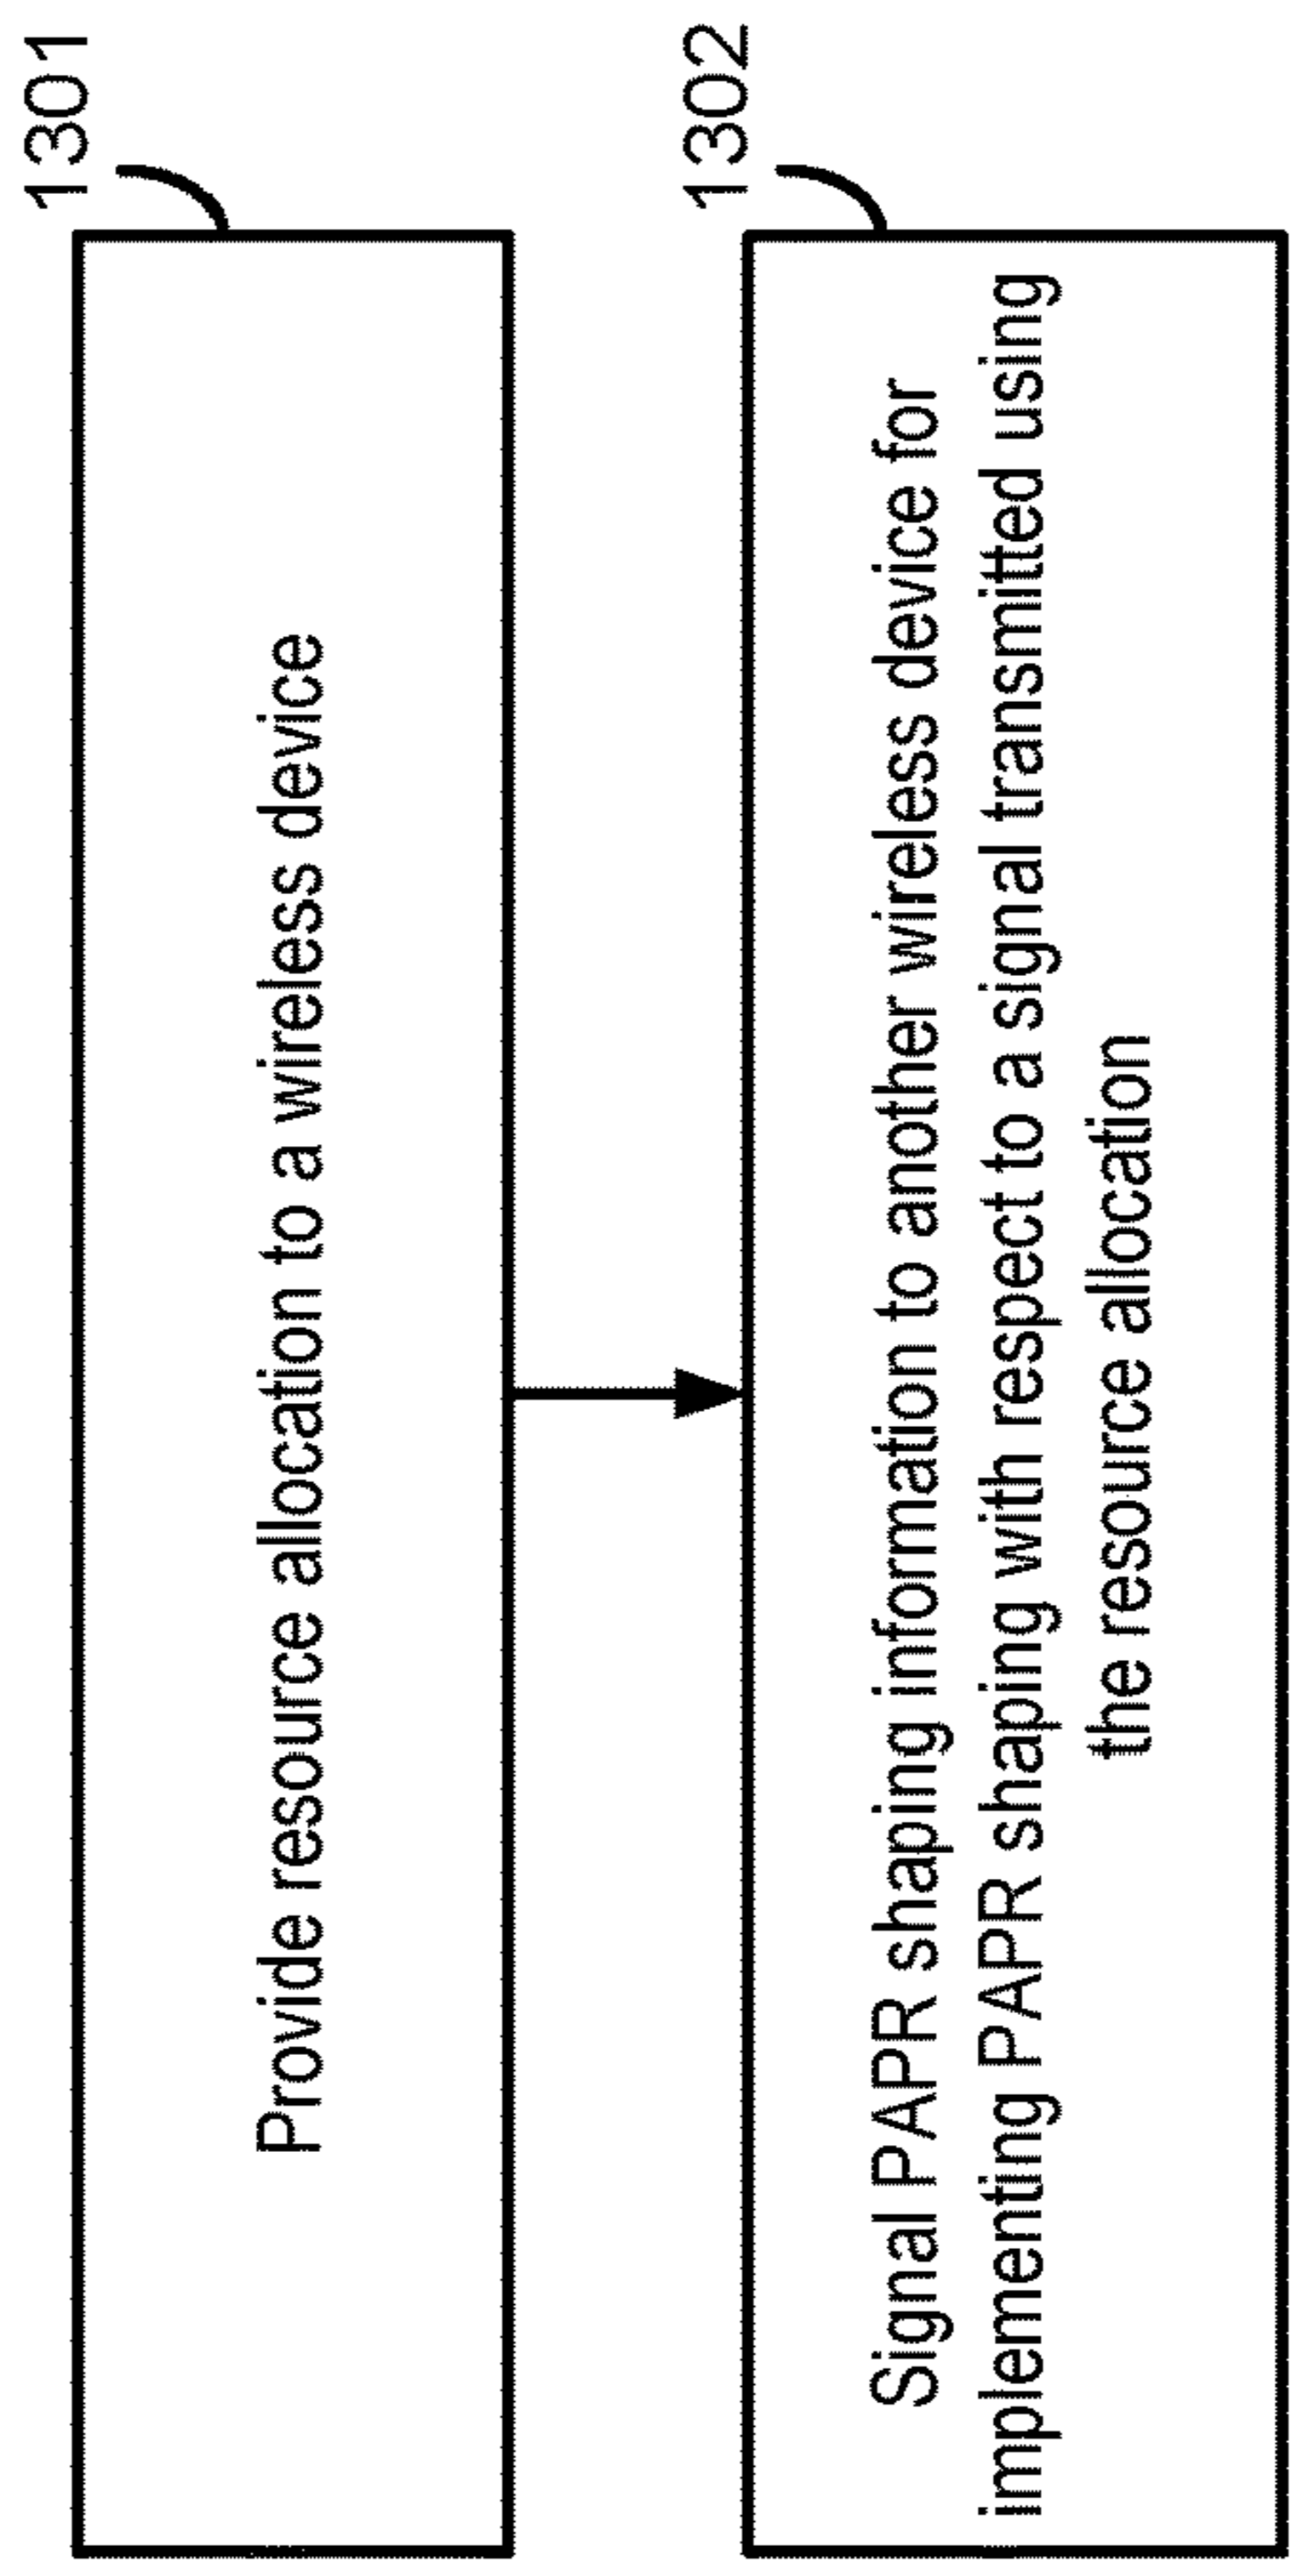 1301
Provide resource allocation to a wireless device
1302
Signal PAPR shaping information to another wireless device for
implementing PAPR shaping with respect to a signal transmitted using
the resource allocation